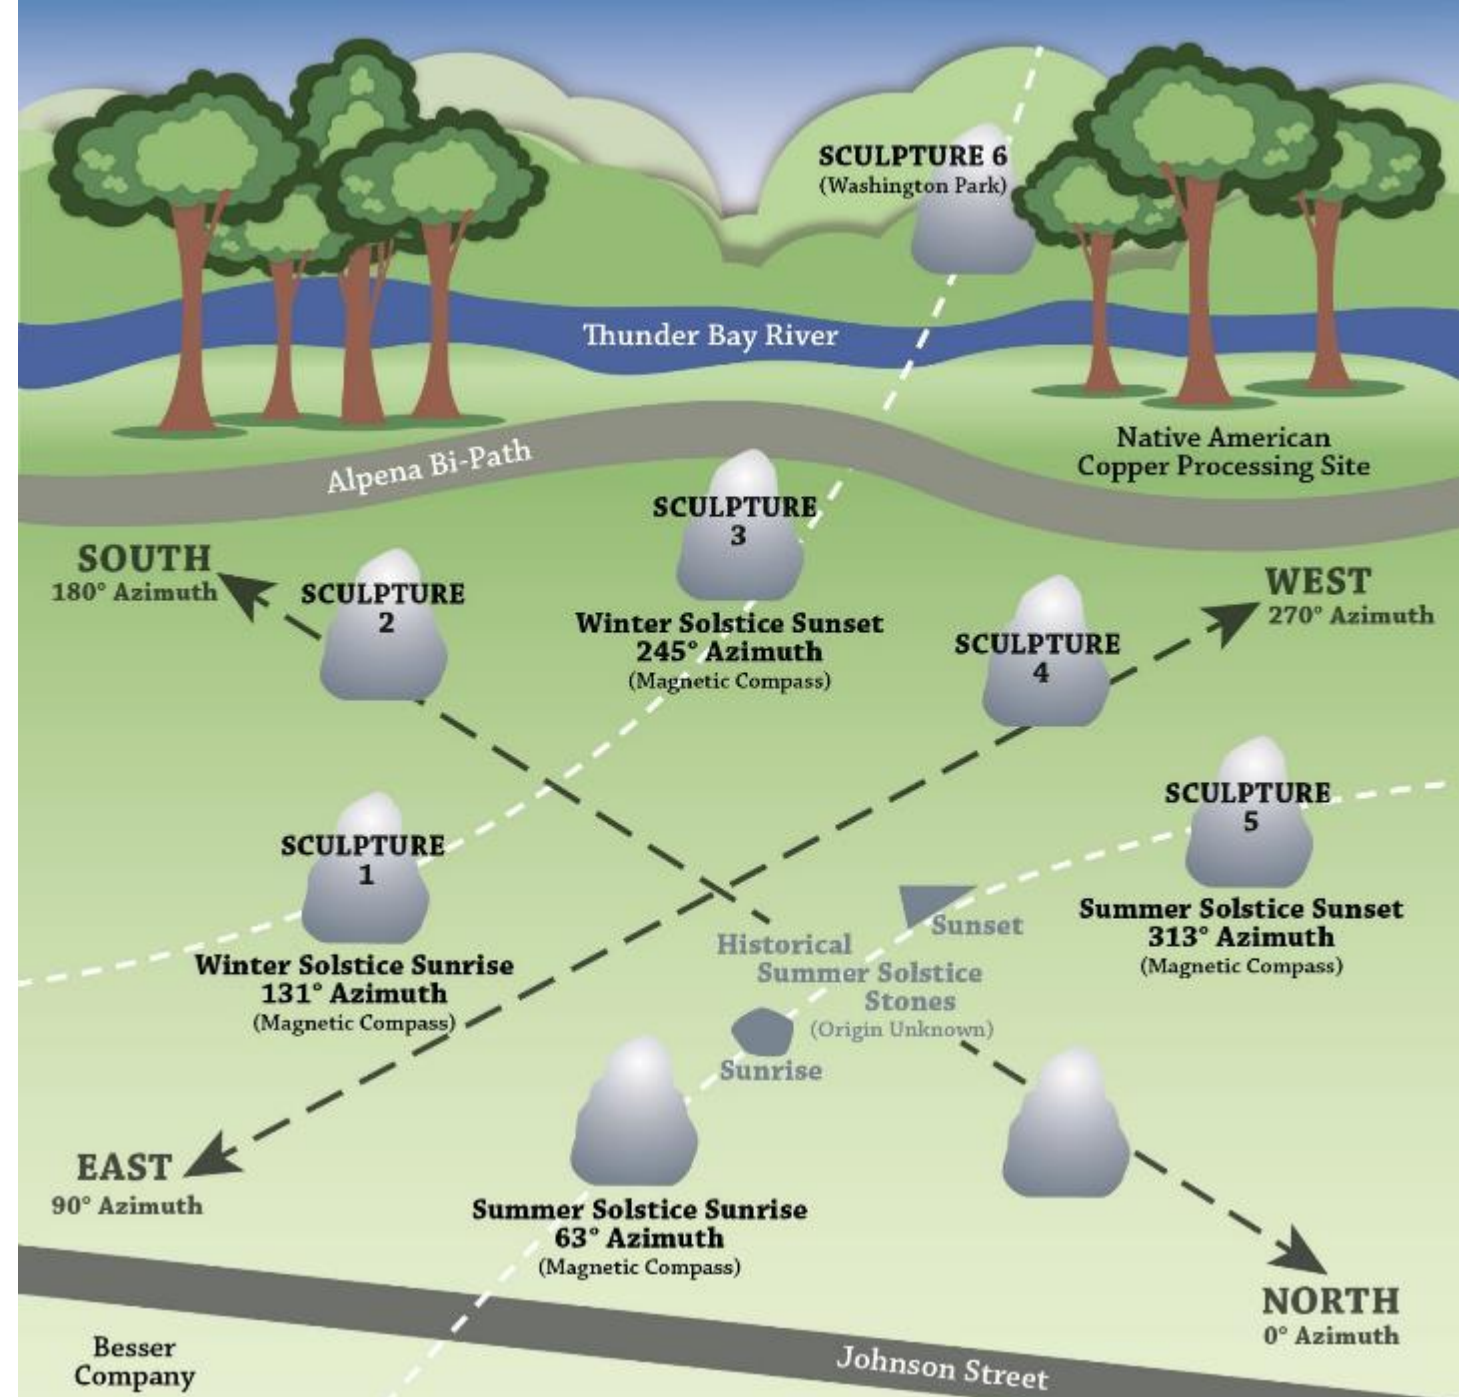 SCULPTURE 6
(Washington Park)
Thunder Bay River
Native American
Copper Processing Site
Alpena Bi-Path
SCULPTURE
3
Winter Solstice Sunset
245° Azimuth
(Magnetic Compass)
SOUTH
180° Azimuth
SCULPTURE
2
WEST
270° Azimuth
SCULPTURE
4
SCULPTURE
5
Summer Solstice Sunset
313° Azimuth
(Magnetic Compass)
SCULPTURE
1
Winter Solstice Sunrise
131° Azimuth
(Magnetic Compass)
Sunset
Historical
Summer Solstice
Stones
(Origin Unknown)
Sunrise
EAST
90° Azimuth
Summer Solstice Sunrise
63° Azimuth
(Magnetic Compass)
NORTH
0° Azimuth
Besser
Company
Johnson Street